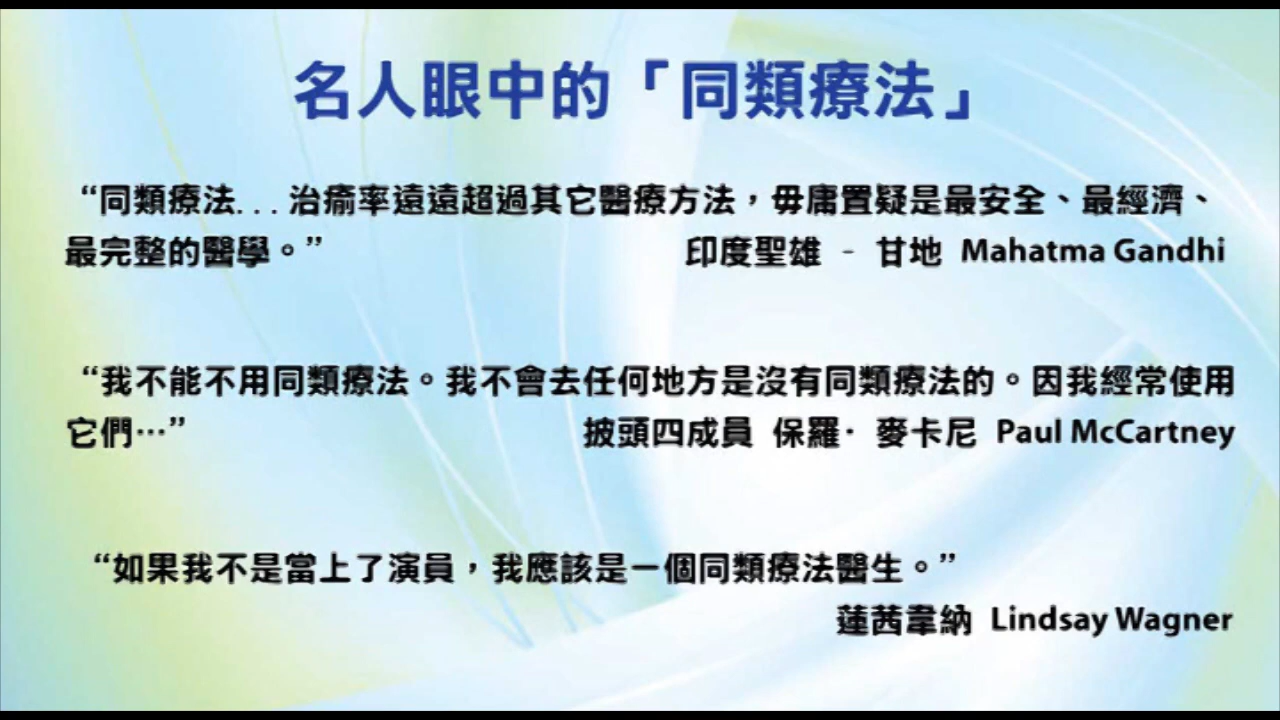 名人眼中的「同類療法」
“同類療法...治癒率遠遠超過其它醫療方法，毋庸置疑是最安全、最經濟、
最完整的醫學。” 印度聖雄 - 甘地 Mahatma Gandhi
“我不能不用同類療法。我不會去任何地方是沒有同類療法的。因我經常使用
它們…” 披頭四成員 保羅· 麥卡尼 Paul McCartney
“如果我不是當上了演員，我應該是一個同類療法醫生。”
蓮茜韋納 Lindsay Wagner